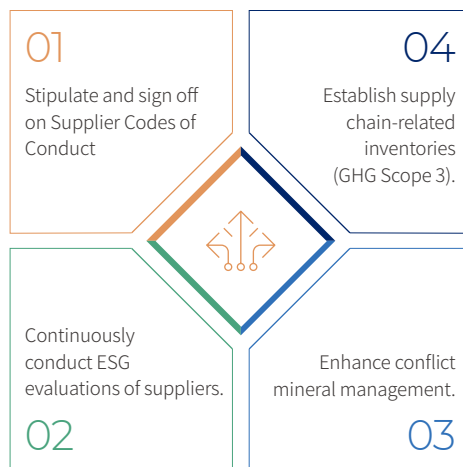 01
Stipulate and sign off
on Supplier Codes of
Conduct
04
Establish supply
chain-related
inventories
(GHG Scope 3).
Continuously
conduct ESG
evaluations of suppliers.
02
Enhance conflict
mineral management.
03